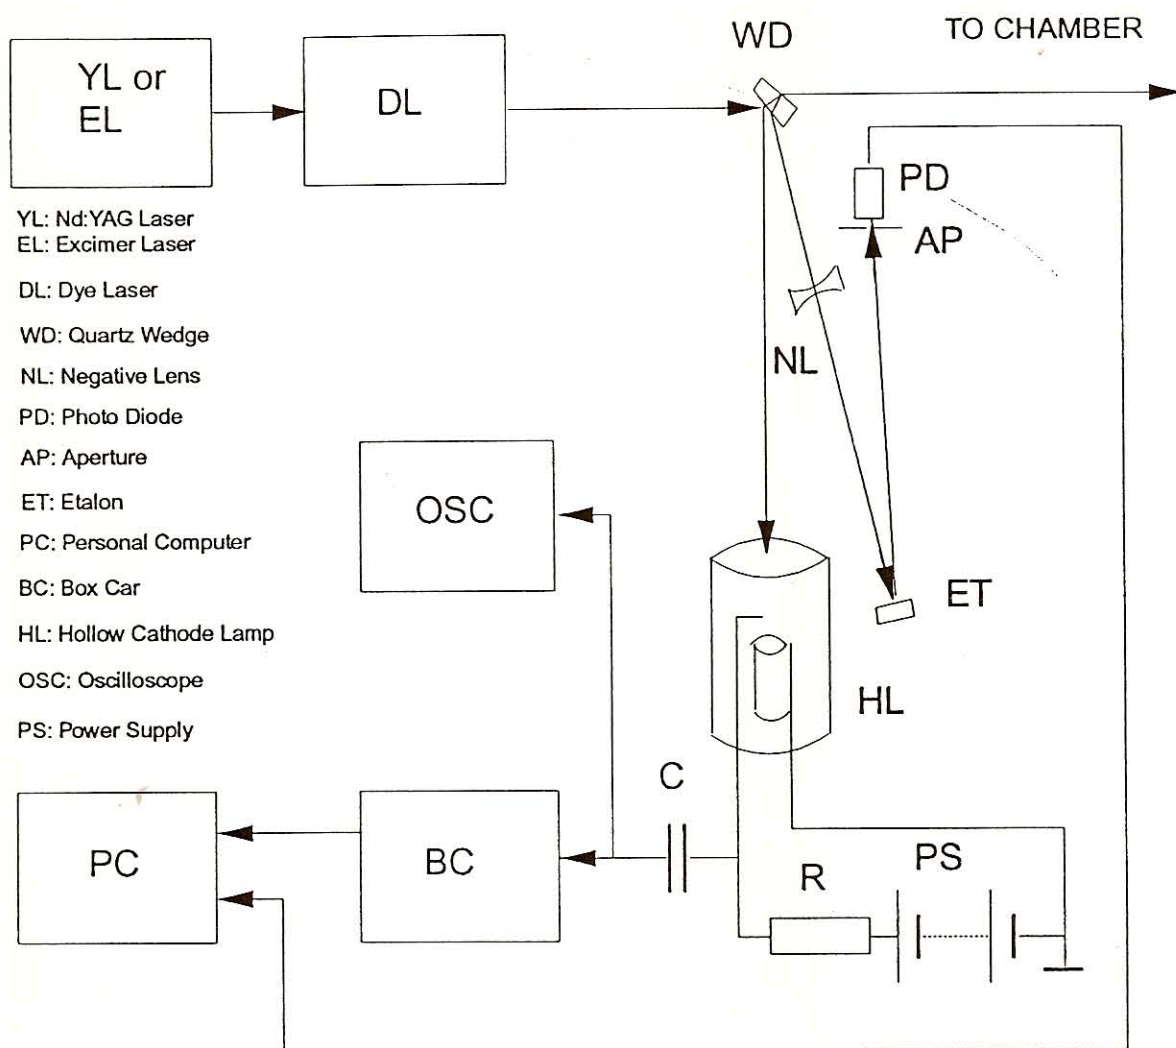 YL or
EL
DL
WD
TO CHAMBER
PD
AP
YL: Nd:YAG Laser
EL: Excimer Laser
DL: Dye Laser
WD: Quartz Wedge
NL: Negative Lens
PD: Photo Diode
AP: Aperture
ET: Etalon
PC: Personal Computer
BC: Box Car
HL: Hollow Cathode Lamp
OSC: Oscilloscope
PS: Power Supply
NL
OSC
ET
HL
C
PC
BC
R
PS